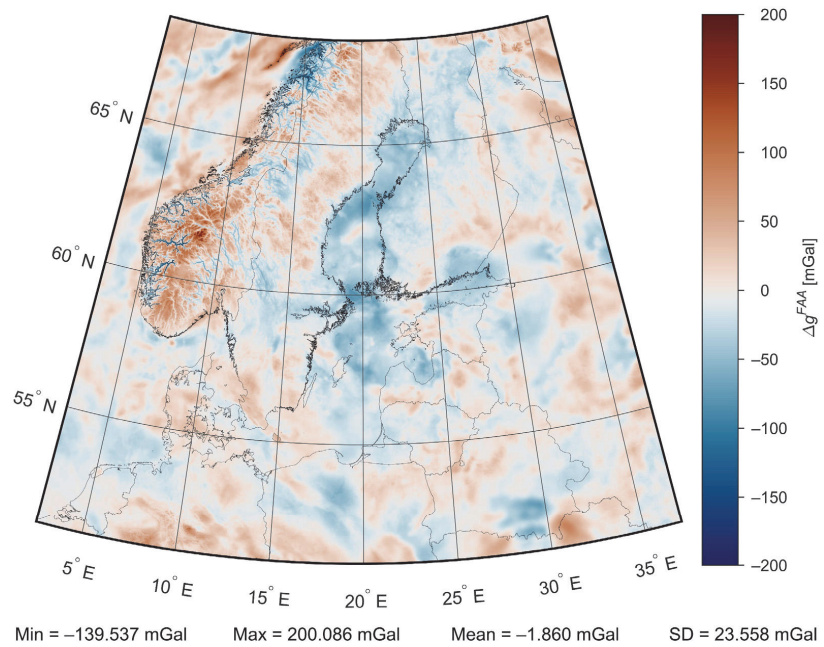 200
150
100
50
0
–50
–100
–150
–200
Δg^FAA [mGal]
65° N
60° N
55° N
5° E
10° E
15° E
20° E
25° E
30° E
35° E
Min = –139.537 mGal Max = 200.086 mGal Mean = –1.860 mGal SD = 23.558 mGal